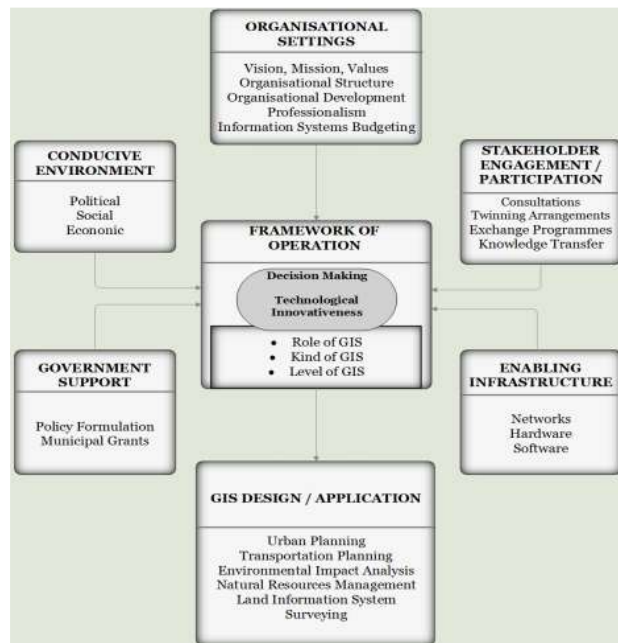 ORGANISATIONAL
SETTINGS
Vision, Mission, Values
Organisational Structure
Organisational Development
Professionalism
Information Systems Budgeting
CONDUCIVE
ENVIRONMENT
Political
Social
Economic
STAKEHOLDER
ENGAGEMENT /
PARTICIPATION
Consultations
Twinning Arrangements
Exchange Programmes
Knowledge Transfer
FRAMEWORK OF
OPERATION
Decision Making
Technological
Innovativeness
• Role of GIS
• Kind of GIS
• Level of GIS
GOVERNMENT
SUPPORT
Policy Formulation
Municipal Grants
ENABLING
INFRASTRUCTURE
Networks
Hardware
Software
GIS DESIGN / APPLICATION
Urban Planning
Transportation Planning
Environmental Impact Analysis
Natural Resources Management
Land Information System
Surveying